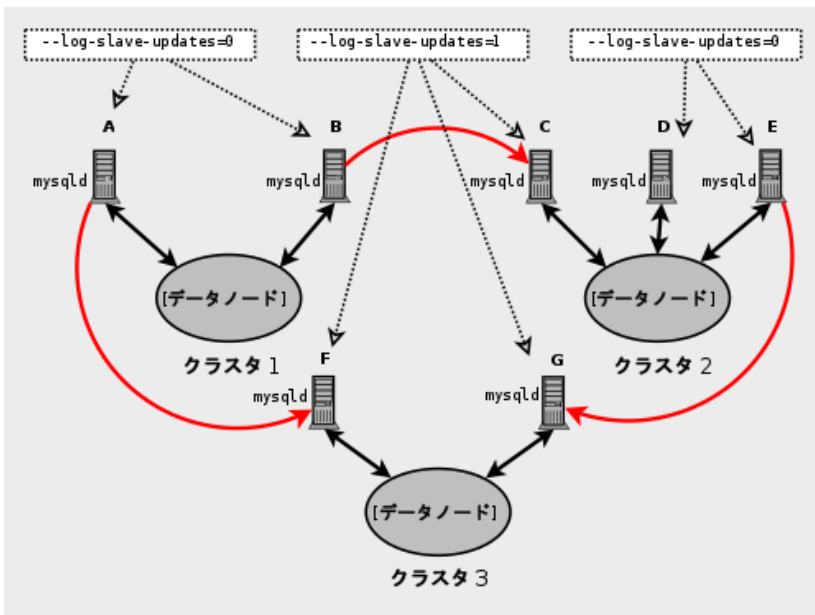 --log-slave-updates=0
--log-slave-updates=1
--log-slave-updates=0
A
B
C
D
E
mysqld
mysqld
mysqld
mysqld
mysqld
[データノード]
[データノード]
クラスタ 1
クラスタ 2
F
G
mysqld
mysqld
[データノード]
クラスタ 3